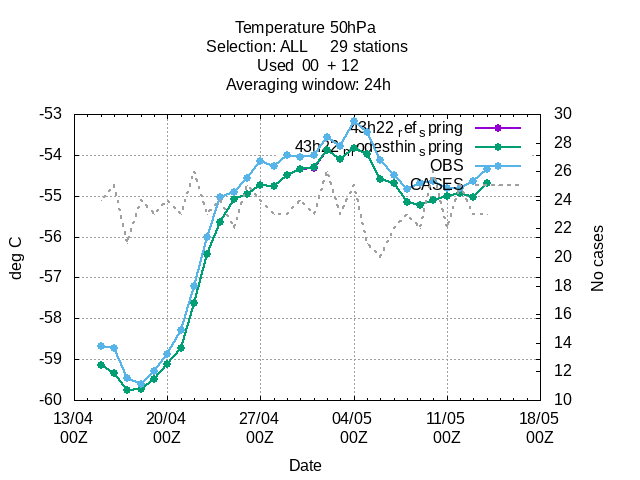 Temperature 50hPa
Selection: ALL 29 stations
Used 00 + 12
Averaging window: 24h
-53
-54
-55
-56
-57
-58
-59
-60
deg C
30
28
26
24
22
20
18
16
14
12
10
No cases
43h22_ref_spring
43h22_nrodesthin_spring
OBS
CASES
13/04 20/04 27/04 04/05 11/05 18/05
00Z 00Z 00Z 00Z 00Z 00Z
Date